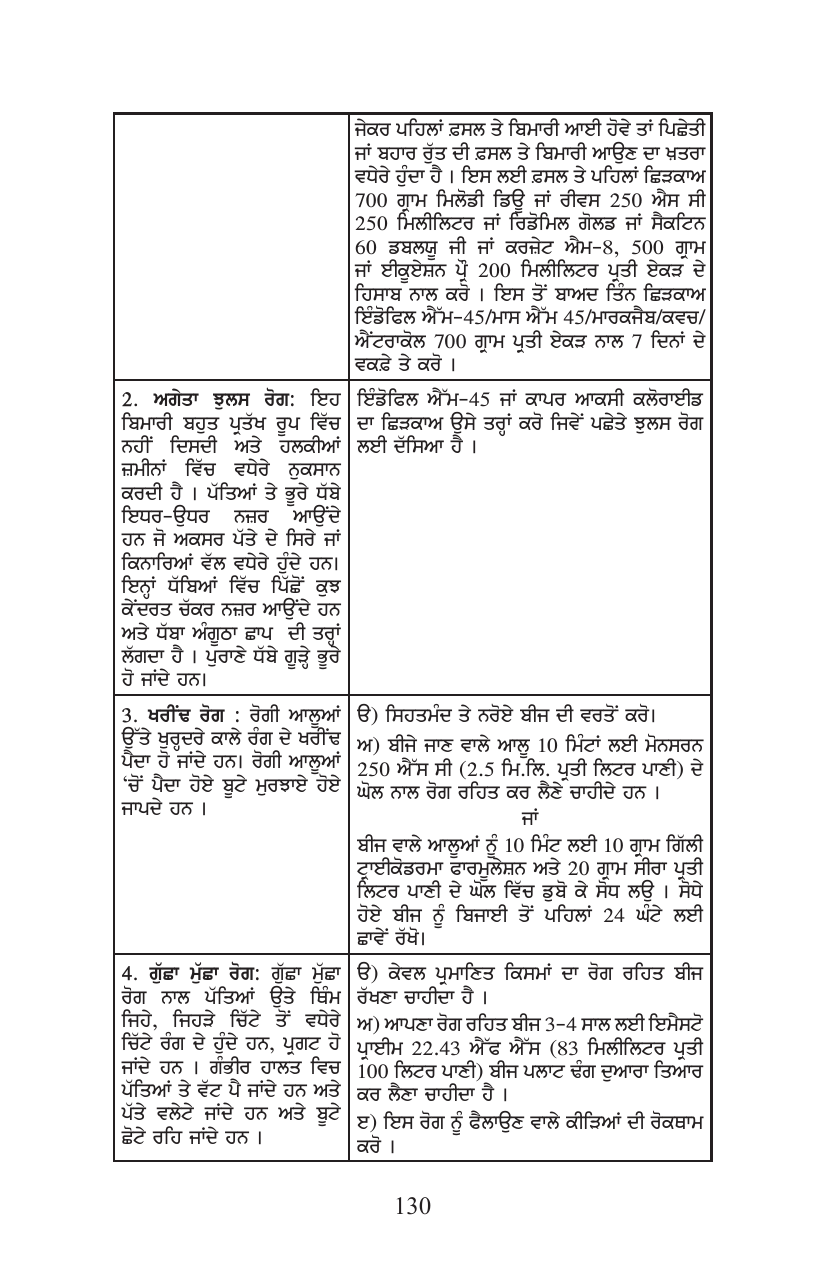 ਜੇਕਰ ਪਹਿਲਾਂ ਫ਼ਸਲ ਤੇ ਬਿਮਾਰੀ ਆਈ ਹੋਵੇ ਤਾਂ ਪਿਛੇਤੀ
ਜਾਂ ਬਹਾਰ ਰੁੱਤ ਦੀ ਫ਼ਸਲ ਤੇ ਬਿਮਾਰੀ ਆਉਣ ਦਾ ਖ਼ਤਰਾ
ਵਧੇਰੇ ਹੁੰਦਾ ਹੈ । ਇਸ ਲਈ ਫ਼ਸਲ ਤੇ ਪਹਿਲਾਂ ਛਿੜਕਾਅ
700 ਗ੍ਰਾਮ ਮਿਲੋਡੀ ਡਿਊ ਜਾਂ ਰੀਵਸ 250 ਐਸ ਸੀ
250 ਮਿਲੀਲਿਟਰ ਜਾਂ ਰਿਡੋਮਿਲ ਗੋਲਡ ਜਾਂ ਸੈਕਟਿਨ
60 ਡਬਲਯੂ ਜੀ ਜਾਂ ਕਰਜ਼ੇਟ ਐਮ-8, 500 ਗ੍ਰਾਮ
ਜਾਂ ਈਕੂਏਸ਼ਨ ਪ੍ਰੌ 200 ਮਿਲੀਲਿਟਰ ਪ੍ਰਤੀ ਏਕੜ ਦੇ
ਹਿਸਾਬ ਨਾਲ ਕਰੋ । ਇਸ ਤੋਂ ਬਾਅਦ ਤਿੰਨ ਛਿੜਕਾਅ
ਇੰਡੋਫਿਲ ਐੱਮ-45/ਮਾਸ ਐੱਮ 45/ਮਾਰਕਜੈਬ/ਕਵਚ/
ਐਂਟਰਾਕੋਲ 700 ਗ੍ਰਾਮ ਪ੍ਰਤੀ ਏਕੜ ਨਾਲ 7 ਦਿਨਾਂ ਦੇ
ਵਕਫ਼ੇ ਤੇ ਕਰੋ ।
2. ਅਗੇਤਾ ਝੁਲਸ ਰੋਗ: ਇਹ
ਬਿਮਾਰੀ ਬਹੁਤ ਪ੍ਰਤੱਖ ਰੂਪ ਵਿੱਚ
ਨਹੀਂ ਦਿਸਦੀ ਅਤੇ ਹਲਕੀਆਂ
ਜ਼ਮੀਨਾਂ ਵਿੱਚ ਵਧੇਰੇ ਨੁਕਸਾਨ
ਕਰਦੀ ਹੈ । ਪੱਤਿਆਂ ਤੇ ਭੂਰੇ ਧੱਬੇ
ਇਧਰ-ਉਧਰ ਨਜ਼ਰ ਆਉਂਦੇ
ਹਨ ਜੋ ਅਕਸਰ ਪੱਤੇ ਦੇ ਸਿਰੇ ਜਾਂ
ਕਿਨਾਰਿਆਂ ਵੱਲ ਵਧੇਰੇ ਹੁੰਦੇ ਹਨ।
ਇਨ੍ਹਾਂ ਧੱਬਿਆਂ ਵਿੱਚ ਪਿੱਛੋਂ ਕੁਝ
ਕੇਂਦਰਤ ਚੱਕਰ ਨਜ਼ਰ ਆਉਂਦੇ ਹਨ
ਅਤੇ ਧੱਬਾ ਅੰਗੂਠਾ ਛਾਪ ਦੀ ਤਰ੍ਹਾਂ
ਲੱਗਦਾ ਹੈ । ਪੁਰਾਣੇ ਧੱਬੇ ਗੂੜ੍ਹੇ ਭੂਰੇ
ਹੋ ਜਾਂਦੇ ਹਨ।
ਇੰਡੋਫਿਲ ਐੱਮ-45 ਜਾਂ ਕਾਪਰ ਆਕਸੀ ਕਲੋਰਾਈਡ
ਦਾ ਛਿੜਕਾਅ ਉਸੇ ਤਰ੍ਹਾਂ ਕਰੋ ਜਿਵੇਂ ਪਛੇਤੇ ਝੁਲਸ ਰੋਗ
ਲਈ ਦੱਸਿਆ ਹੈ ।
3. ਖਰੀਂਢ ਰੋਗ : ਰੋਗੀ ਆਲੂਆਂ
ਉੱਤੇ ਖੁਰ੍ਹਦਰੇ ਕਾਲੇ ਰੰਗ ਦੇ ਖਰੀਂਢ
ਪੈਦਾ ਹੋ ਜਾਂਦੇ ਹਨ। ਰੋਗੀ ਆਲੂਆਂ
‘ਚੋਂ ਪੈਦਾ ਹੋਏ ਬੂਟੇ ਮੁਰਝਾਏ ਹੋਏ
ਜਾਪਦੇ ਹਨ ।
ੳ) ਸਿਹਤਮੰਦ ਤੇ ਨਰੋਏ ਬੀਜ ਦੀ ਵਰਤੋਂ ਕਰੋ।
ਅ) ਬੀਜੇ ਜਾਣ ਵਾਲੇ ਆਲੂ 10 ਮਿੰਟਾਂ ਲਈ ਮੋਨਸਰਨ
250 ਐੱਸ ਸੀ (2.5 ਮਿ.ਲਿ. ਪ੍ਰਤੀ ਲਿਟਰ ਪਾਣੀ) ਦੇ
ਘੋਲ ਨਾਲ ਰੋਗ ਰਹਿਤ ਕਰ ਲੈਣੇ ਚਾਹੀਦੇ ਹਨ ।
ਜਾਂ
ਬੀਜ ਵਾਲੇ ਆਲੂਆਂ ਨੂੰ 10 ਮਿੰਟ ਲਈ 10 ਗ੍ਰਾਮ ਗਿੱਲੀ
ਟ੍ਰਾਈਕੋਡਰਮਾ ਫਾਰਮੂਲੇਸ਼ਨ ਅਤੇ 20 ਗ੍ਰਾਮ ਸੀਰਾ ਪ੍ਰਤੀ
ਲਿਟਰ ਪਾਣੀ ਦੇ ਘੋਲ ਵਿੱਚ ਡੁਬੋ ਕੇ ਸੋਧ ਲਉ । ਸੋਧੇ
ਹੋਏ ਬੀਜ ਨੂੰ ਬਿਜਾਈ ਤੋਂ ਪਹਿਲਾਂ 24 ਘੰਟੇ ਲਈ
ਛਾਵੇਂ ਰੱਖੋ।
4. ਗੁੱਛਾ ਮੁੱਛਾ ਰੋਗ: ਗੁੱਛਾ ਮੁੱਛਾ
ਰੋਗ ਨਾਲ ਪੱਤਿਆਂ ਉਤੇ ਥਿੰਮ
ਜਿਹੇ, ਜਿਹੜੇ ਚਿੱਟੇ ਤੋਂ ਵਧੇਰੇ
ਚਿੱਟੇ ਰੰਗ ਦੇ ਹੁੰਦੇ ਹਨ, ਪ੍ਰਗਟ ਹੋ
ਜਾਂਦੇ ਹਨ । ਗੰਭੀਰ ਹਾਲਤ ਵਿਚ
ਪੱਤਿਆਂ ਤੇ ਵੱਟ ਪੈ ਜਾਂਦੇ ਹਨ ਅਤੇ
ਪੱਤੇ ਵਲੇਟੇ ਜਾਂਦੇ ਹਨ ਅਤੇ ਬੂਟੇ
ਛੋਟੇ ਰਹਿ ਜਾਂਦੇ ਹਨ ।
ੳ) ਕੇਵਲ ਪ੍ਰਮਾਣਿਤ ਕਿਸਮਾਂ ਦਾ ਰੋਗ ਰਹਿਤ ਬੀਜ
ਰੱਖਣਾ ਚਾਹੀਦਾ ਹੈ ।
ਅ) ਆਪਣਾ ਰੋਗ ਰਹਿਤ ਬੀਜ 3-4 ਸਾਲ ਲਈ ਇਮੈਸਟੋ
ਪ੍ਰਾਈਮ 22.43 ਐੱਫ ਐੱਸ (83 ਮਿਲੀਲਿਟਰ ਪ੍ਰਤੀ
100 ਲਿਟਰ ਪਾਣੀ) ਬੀਜ ਪਲਾਟ ਢੰਗ ਦੁਆਰਾ ਤਿਆਰ
ਕਰ ਲੈਣਾ ਚਾਹੀਦਾ ਹੈ ।
ੲ) ਇਸ ਰੋਗ ਨੂੰ ਫੈਲਾਉਣ ਵਾਲੇ ਕੀੜਿਆਂ ਦੀ ਰੋਕਥਾਮ
ਕਰੋ ।
130